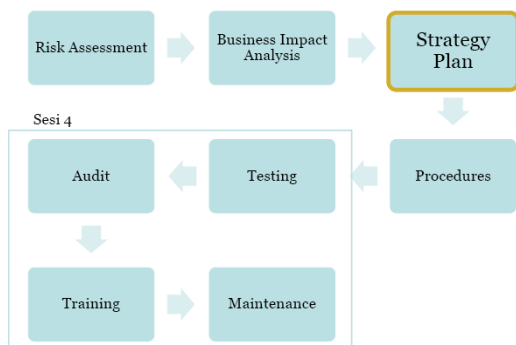 Risk Assessment
Business Impact
Analysis
Strategy
Plan
Sesi 4
Audit
Testing
Procedures
Training
Maintenance